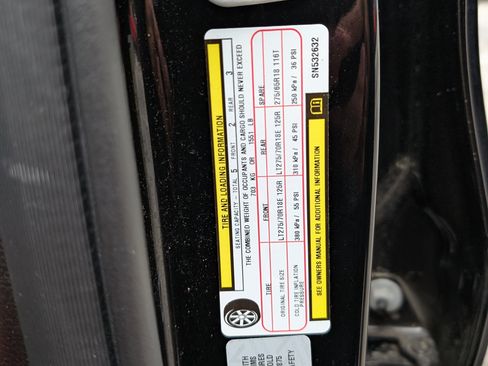 TIRE AND LOADING INFORMATION
SEATING CAPACITY - TOTAL 5 FRONT 2 REAR 3
THE COMBINED WEIGHT OF OCCUPANTS AND CARGO SHOULD NEVER EXCEED
703 KG OR 1551 LB
TIRE FRONT REAR SPARE
ORIGINAL TIRE SIZE LT275/70R18E 125R LT275/70R18E 125R 275/65R18 116T
COLD TIRE INFLATION PRESSURE 380 kPa/ 55 PSI 310 kPa/ 45 PSI 250 kPa/ 36 PSI
SEE OWNERS MANUAL FOR ADDITIONAL INFORMATION
SN532632